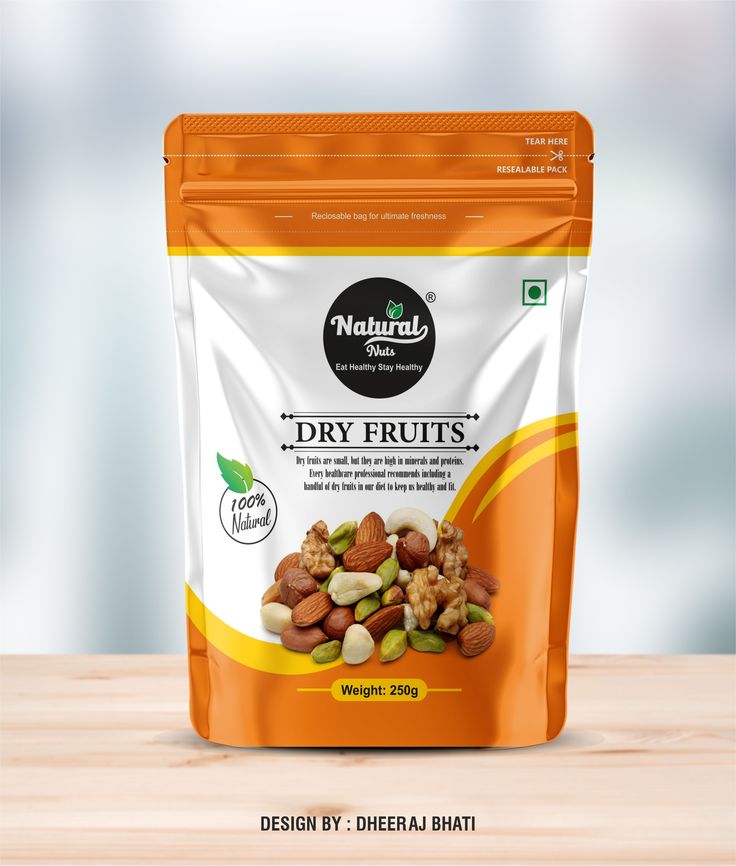 TEAR HERE
RESEALABLE PACK
Reclosable bag for ultimate freshness
®
Natural
Nuts
Eat Healthy Stay Healthy
DRY FRUITS
Dry fruits are small, but they are high in minerals and proteins.
Every healthcare professional recommends including a
handful of dry fruits in our diet to keep us healthy and fit.
100%
Natural
Weight: 250g
DESIGN BY : DHEERAJ BHATI